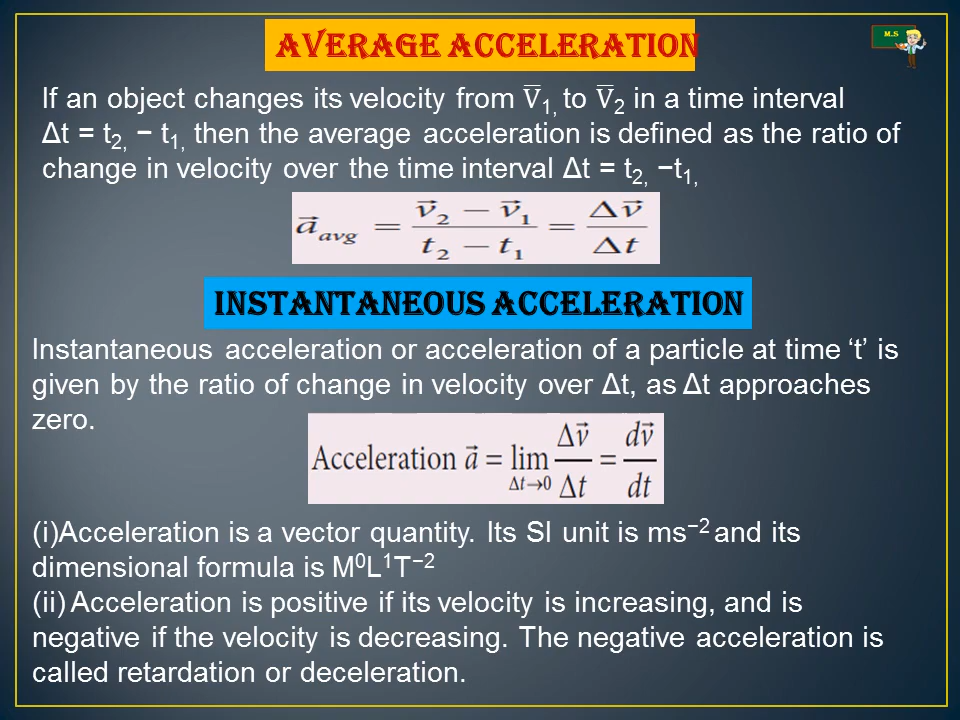 AVERAGE ACCELERATION
M.S
If an object changes its velocity from V̅₁, to V̅₂ in a time interval
Δt = t₂, − t₁, then the average acceleration is defined as the ratio of
change in velocity over the time interval Δt = t₂, −t₁,
a⃗avg = (v⃗₂ − v⃗₁)/(t₂ − t₁) = Δv⃗/Δt
INSTANTANEOUS ACCELERATION
Instantaneous acceleration or acceleration of a particle at time ‘t’ is
given by the ratio of change in velocity over Δt, as Δt approaches
zero.
Acceleration a⃗ = lim Δt→0 Δv⃗/Δt = dv⃗/dt
(i)Acceleration is a vector quantity. Its SI unit is ms⁻² and its
dimensional formula is M⁰L¹T⁻²
(ii) Acceleration is positive if its velocity is increasing, and is
negative if the velocity is decreasing. The negative acceleration is
called retardation or deceleration.